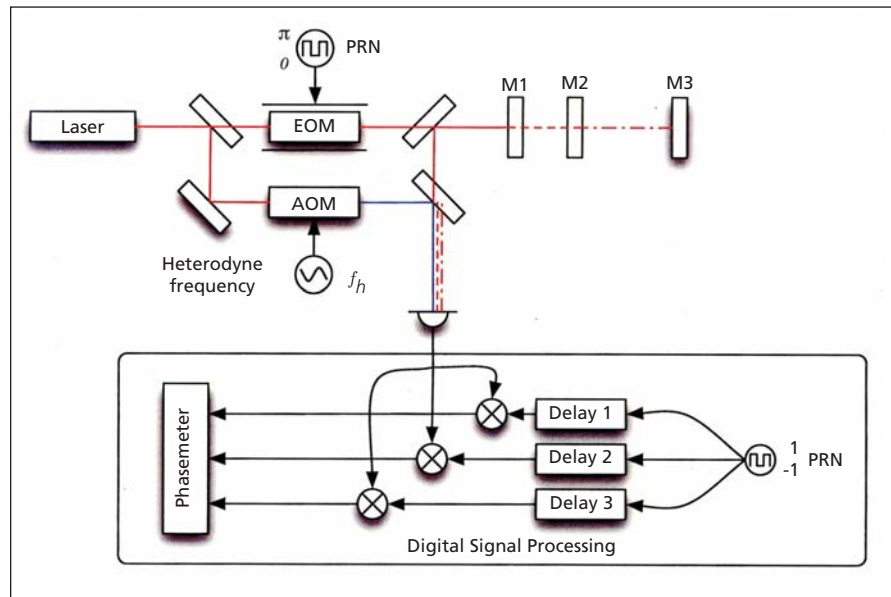 π
0
PRN
M1
M2
M3
Laser
EOM
AOM
Heterodyne
frequency
f_h
Delay 1
1
Delay 2
-1
PRN
Delay 3
Phasemeter
Digital Signal Processing